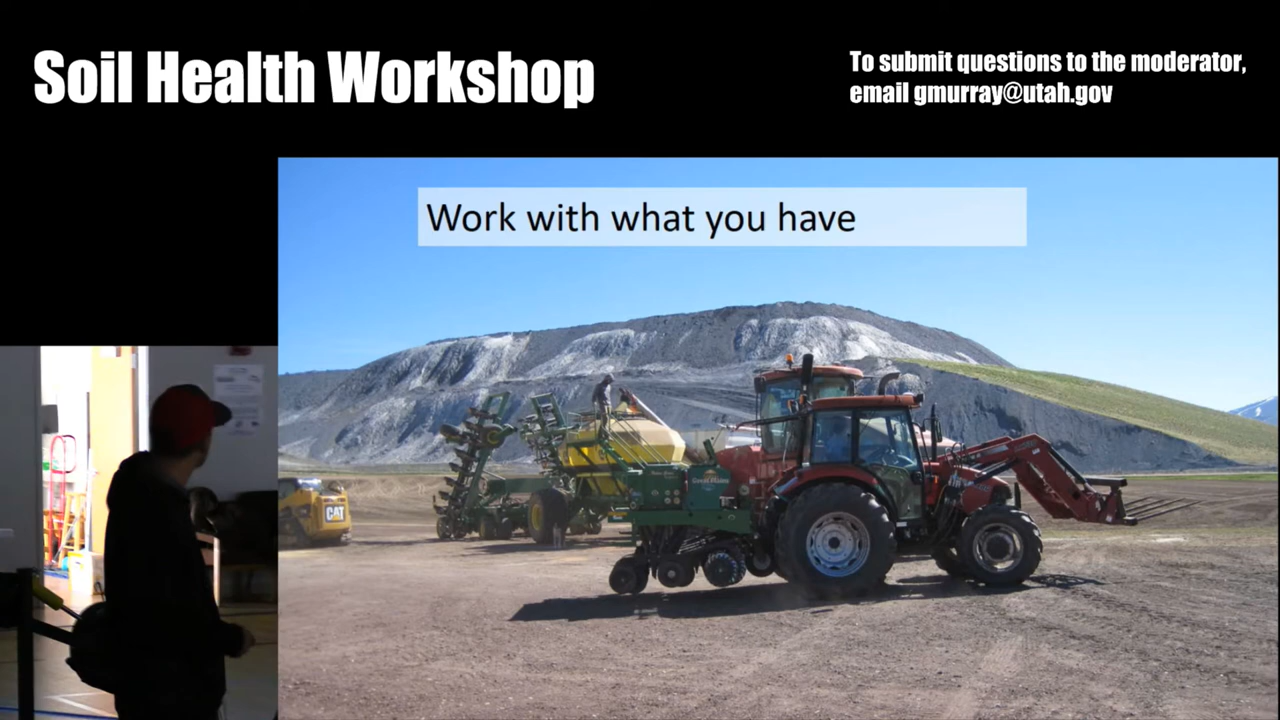 Soil Health Workshop
To submit questions to the moderator,
email gmurray@utah.gov
Work with what you have
CAT